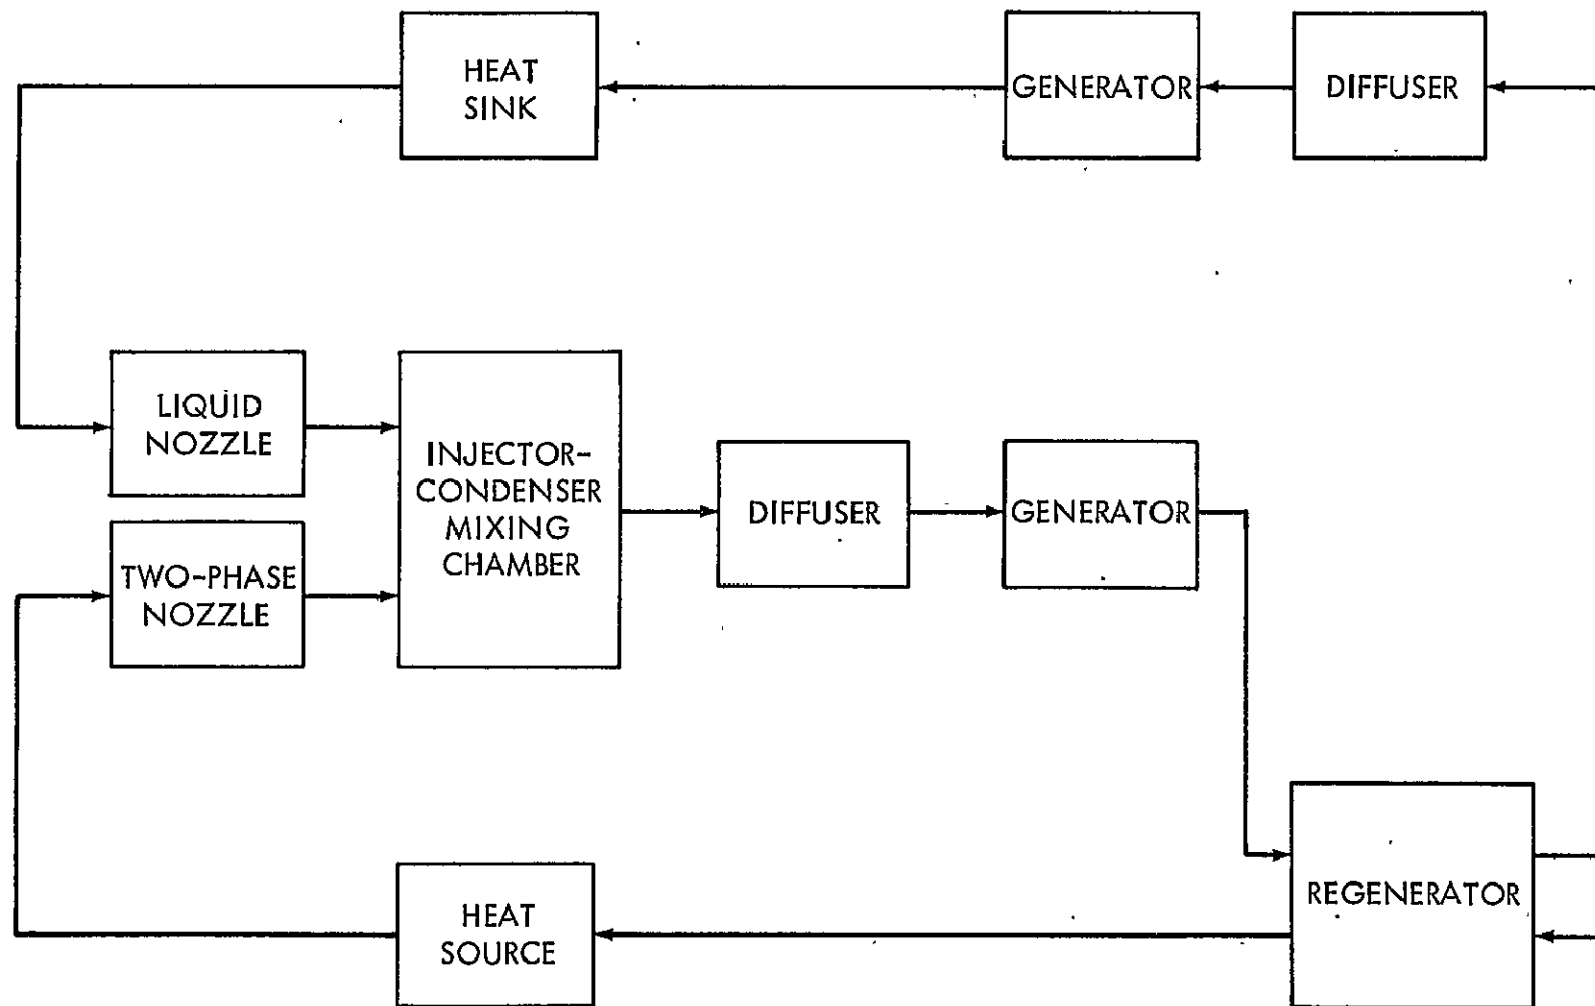 HEAT
SINK
GENERATOR
DIFFUSER
LIQUID
NOZZLE
INJECTOR-
CONDENSER
MIXING
CHAMBER
DIFFUSER
GENERATOR
TWO-PHASE
NOZZLE
REGENERATOR
HEAT
SOURCE